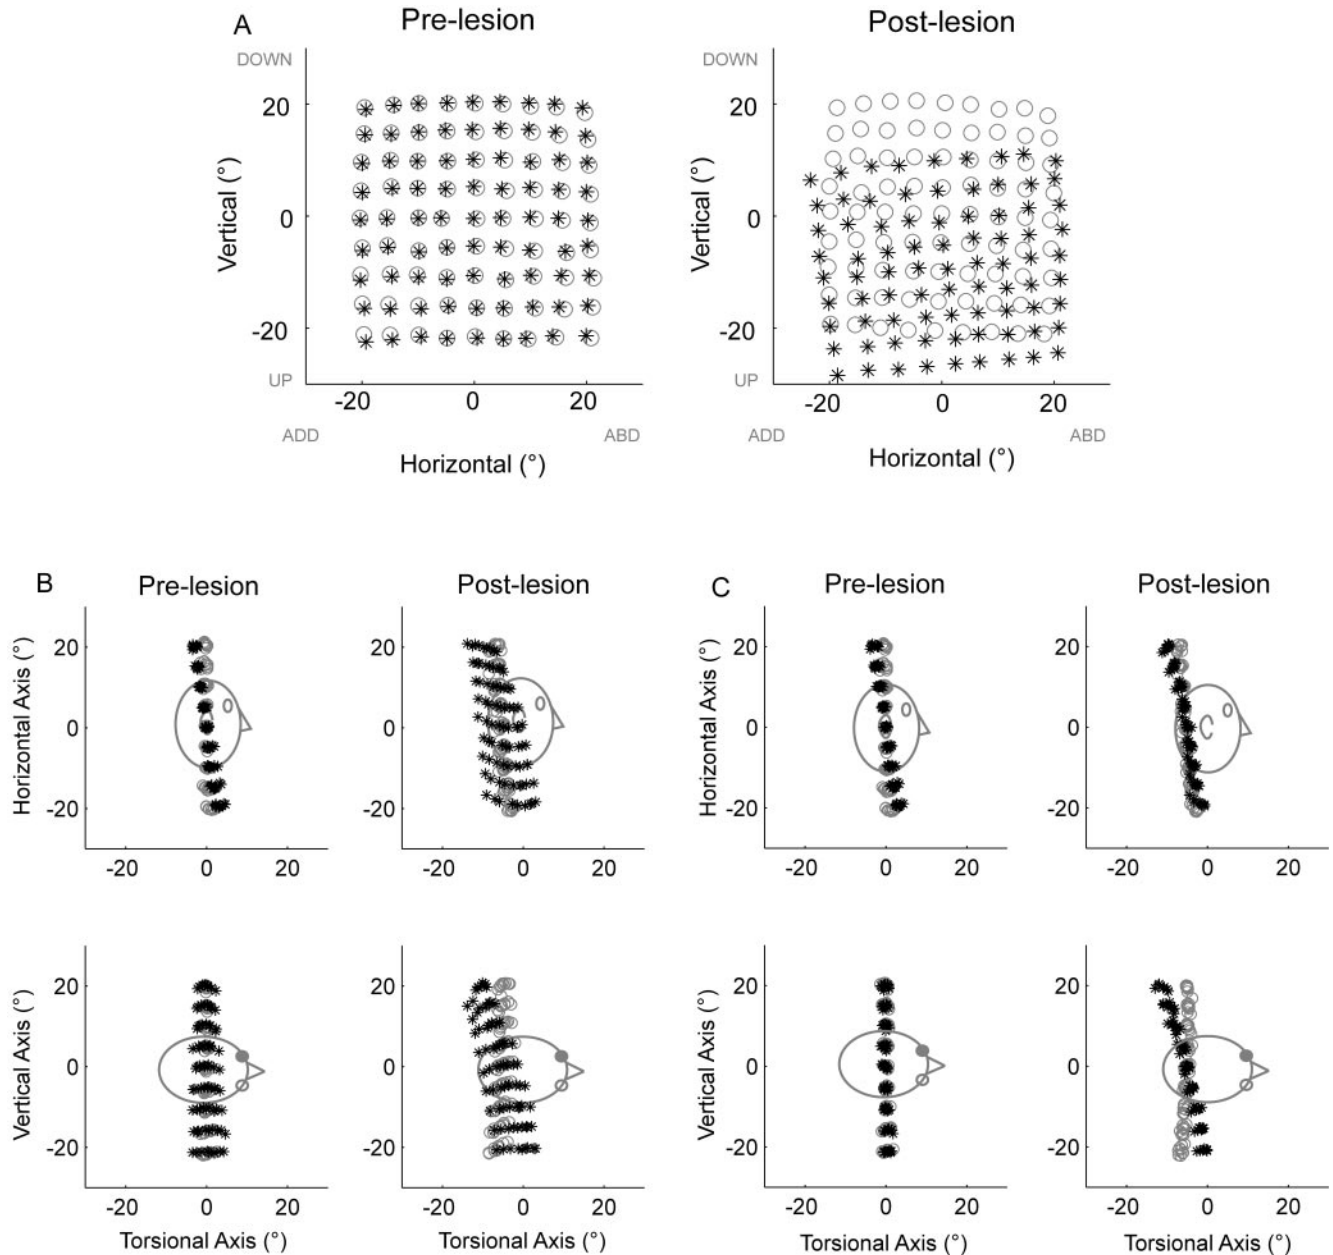 A Pre-lesion Post-lesion
DOWN DOWN
20 20
Vertical (°) Vertical (°)
0 0
-20 -20
UP UP
-20 0 20 -20 0 20
ADD ABD ADD ABD
Horizontal (°) Horizontal (°)
B Pre-lesion Post-lesion C Pre-lesion Post-lesion
20 20 20 20
Horizontal Axis (°) Horizontal Axis (°)
0 0 0 0
-20 -20 -20 -20
-20 0 20 -20 0 20 -20 0 20 -20 0 20
20 20 20 20
Vertical Axis (°) Vertical Axis (°) Vertical Axis (°) Vertical Axis (°)
0 0 0 0
-20 -20 -20 -20
-20 0 20 -20 0 20 -20 0 20 -20 0 20
Torsional Axis (°) Torsional Axis (°) Torsional Axis (°) Torsional Axis (°)